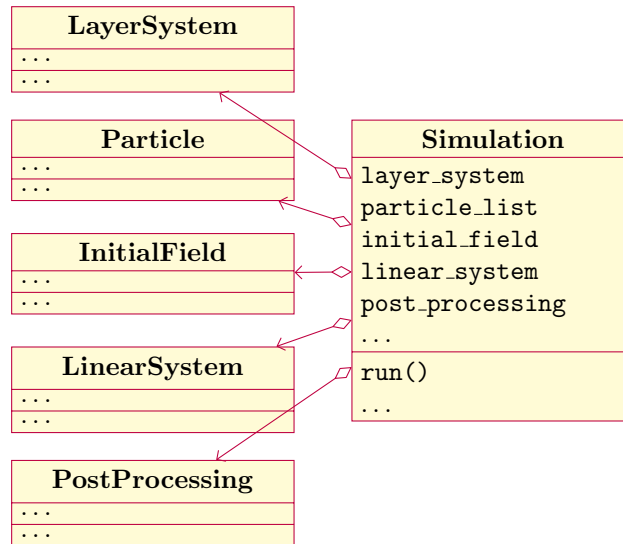 LayerSystem
...
...
Particle
...
...
InitialField
...
...
LinearSystem
...
...
PostProcessing
...
...
Simulation
layer_system
particle_list
initial_field
linear_system
post_processing
...
run()
...